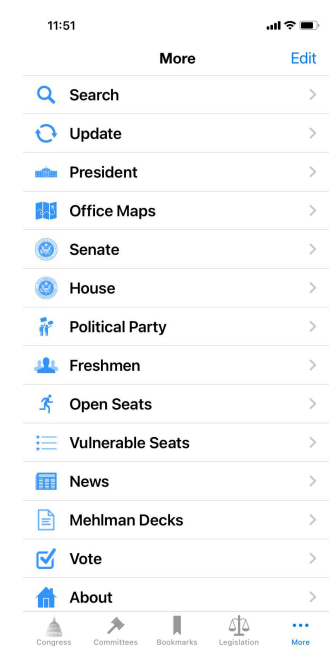 11:51
More
Edit
Search
Update
President
Office Maps
Senate
House
Political Party
Freshmen
Open Seats
Vulnerable Seats
News
Mehlman Decks
Vote
About
Congress Committees Bookmarks Legislation More